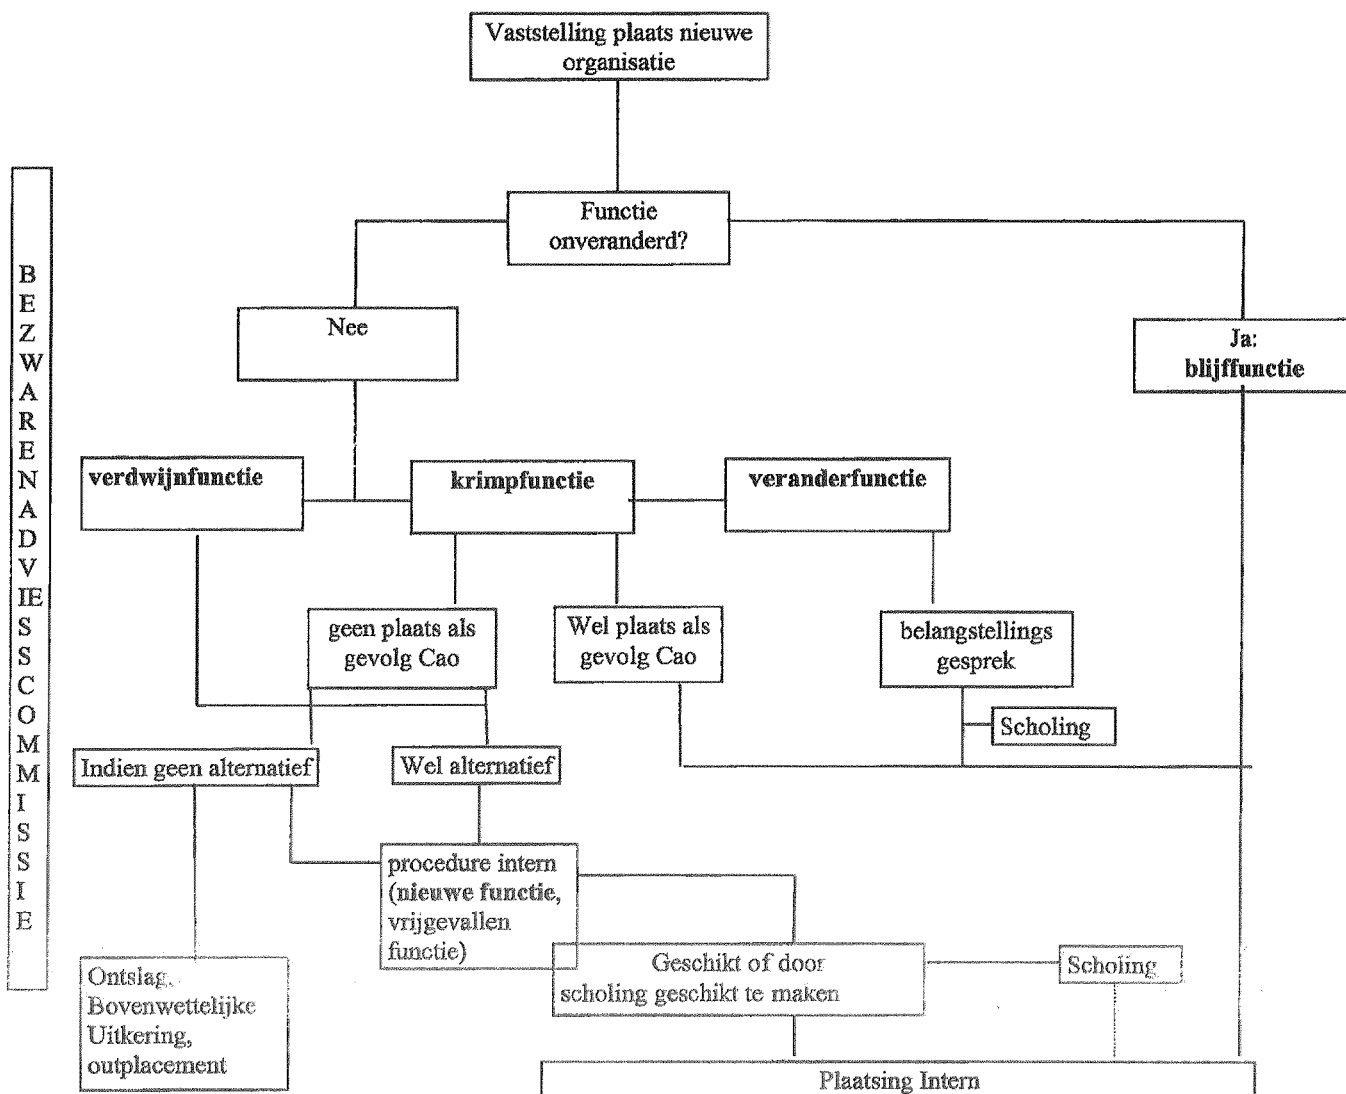 Vaststelling plaats nieuwe
organisatie
Functie
onveranderd?
Nee
Ja:
blijffunctie
B
E
Z
W
A
R
E
N
A
D
V
IE
S
S
C
O
M
M
I
S
S
I
E
verdwijnfunctie
krimpfunctie
veranderfunctie
geen plaats als
gevolg Cao
Wel plaats als
gevolg Cao
belangstellings
gesprek
Scholing
Indien geen alternatief
Wel alternatief
procedure intern
(nieuwe functie,
vrijgevallen
functie)
Geschikt of door
scholing geschikt te maken
Scholing
Ontslag,
Bovenwettelijke
Uitkering,
outplacement
Plaatsing Intern